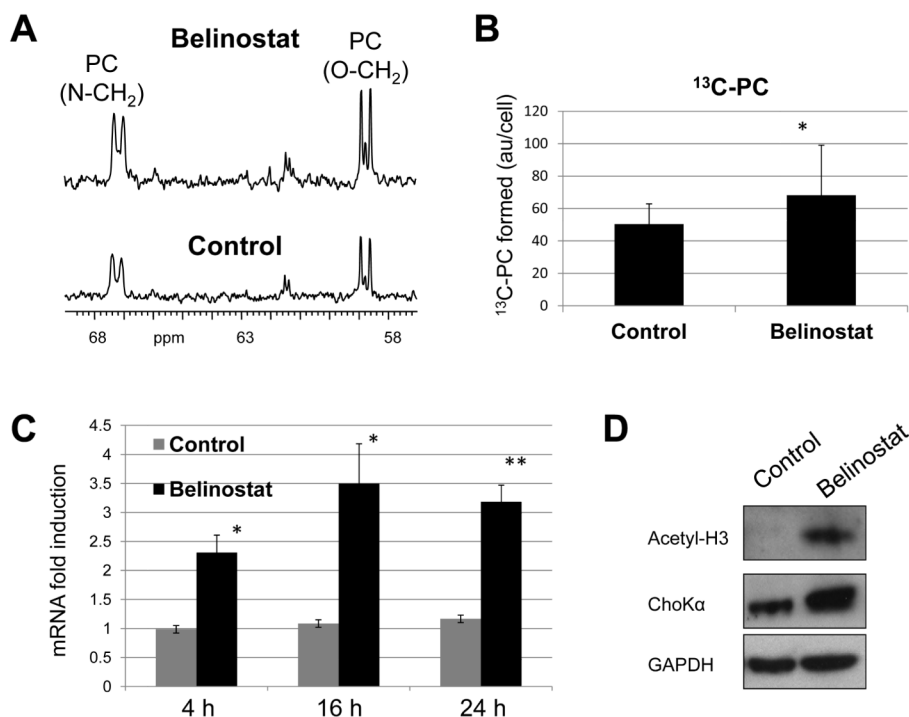 A
Belinostat
PC
(N-CH₂)
PC
(O-CH₂)
Control
68 ppm 63 58
B
¹³C-PC
¹³C-PC formed (au/cell)
120
100
80
60
40
20
0
*
Control Belinostat
C
mRNA fold induction
4.5
4
3.5
3
2.5
2
1.5
1
0.5
0
Control
Belinostat
*
*
**
4 h 16 h 24 h
D
Control Belinostat
Acetyl-H3
ChoKα
GAPDH